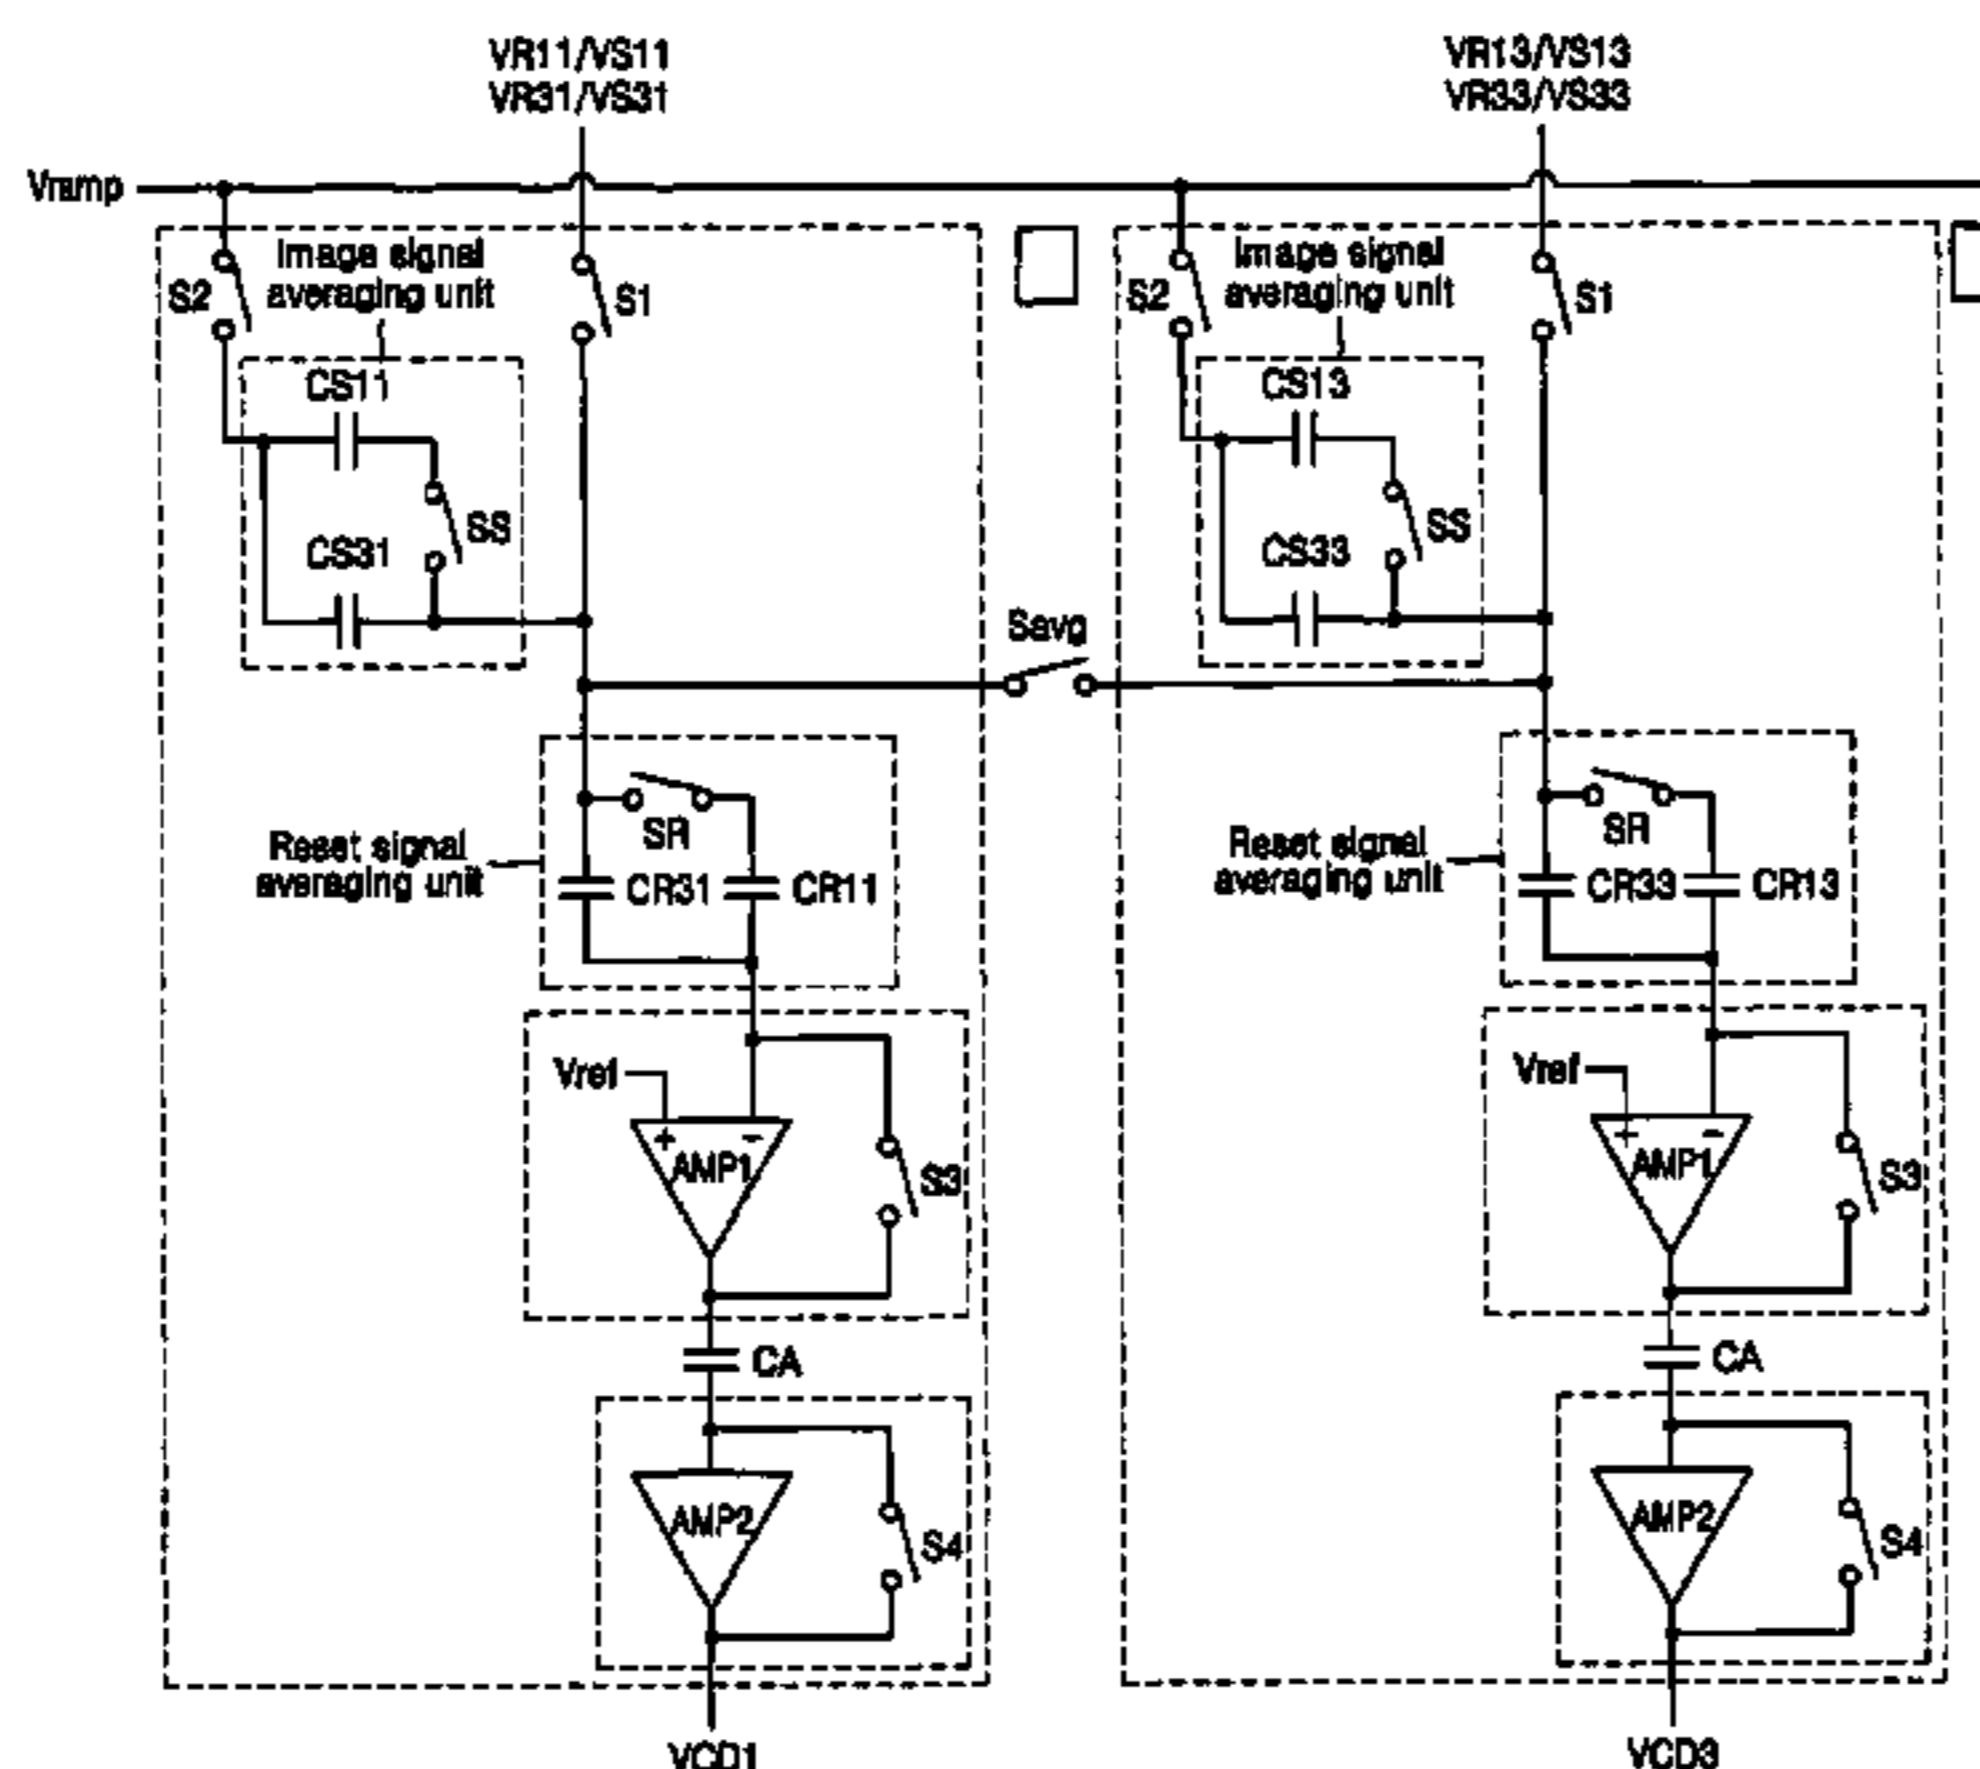 VR11/VS11
VR31/VS31
VR13/VS13
VR33/VS33
Vramp
S2
Image signal
averaging unit
S1
S2
Image signal
averaging unit
S1
CS11
SS
CS31
CS13
SS
CS33
Savg
Reset signal
averaging unit
SR
CR31
CR11
Reset signal
averaging unit
SR
CR33
CR13
Vref
+
-
AMP1
S3
Vref
+
-
AMP1
S3
CA
CA
AMP2
S4
AMP2
S4
VCD1
VCD3